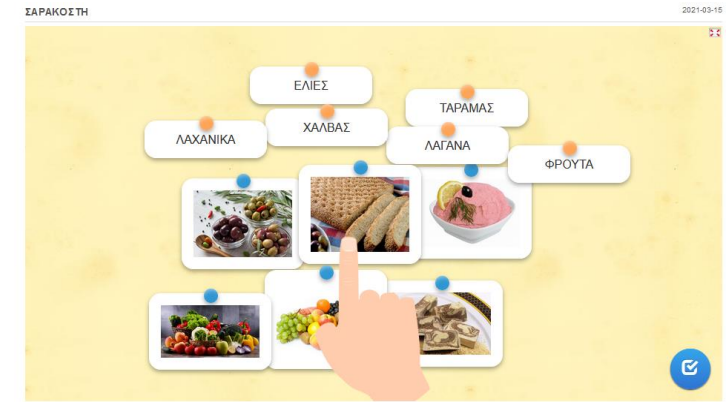 ΣΑΡΑΚΟΣΤΗ
2021-03-15
ΕΛΙΕΣ
ΤΑΡΑΜΑΣ
ΛΑΧΑΝΙΚΑ
ΧΑΛΒΑΣ
ΛΑΓΑΝΑ
ΦΡΟΥΤΑ